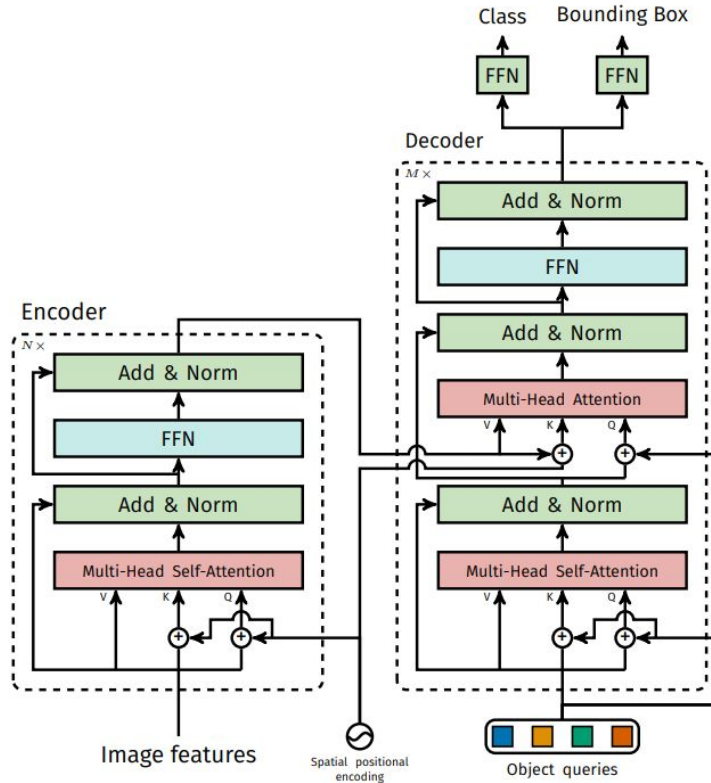 Class
Bounding Box
FFN
FFN
Decoder
M×
Add & Norm
FFN
Add & Norm
Multi-Head Attention
V
K
Q
Add & Norm
Multi-Head Self-Attention
V
K
Q
Object queries
Encoder
N×
Add & Norm
FFN
Add & Norm
Multi-Head Self-Attention
V
K
Q
Image features
Spatial positional
encoding